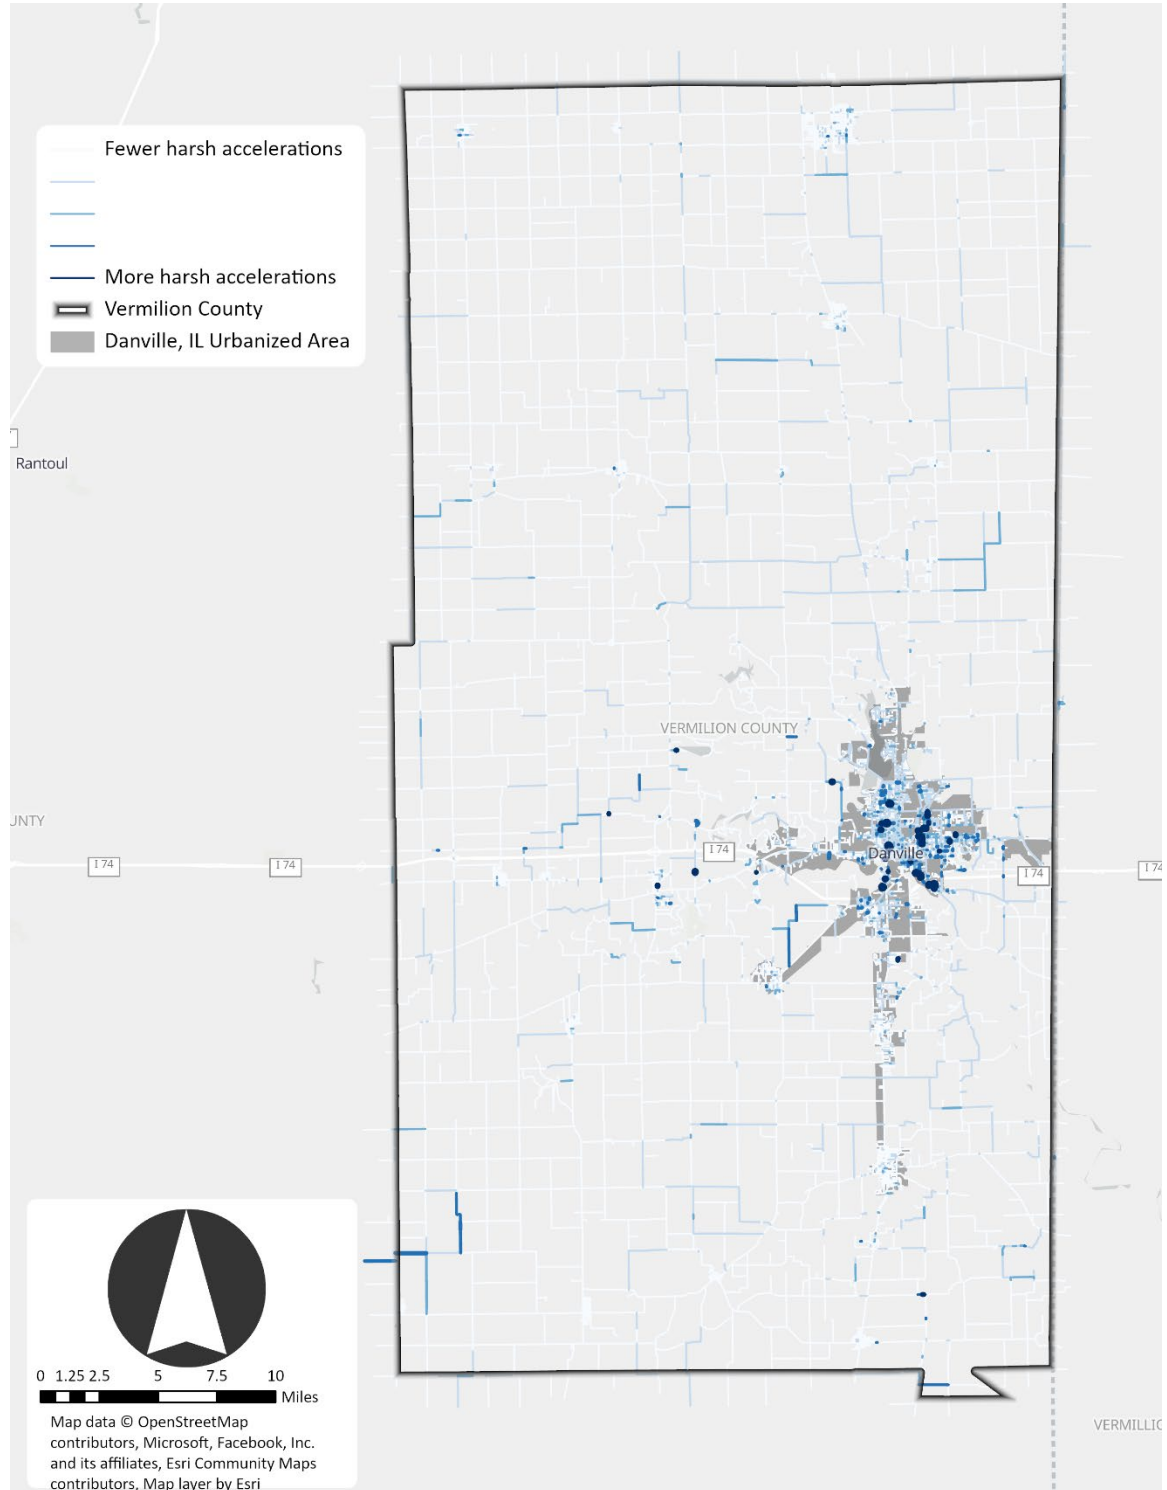 Fewer harsh accelerations
More harsh accelerations
Vermilion County
Danville, IL Urbanized Area
Rantoul
VERMILION COUNTY
UNTY
I 74
I 74
I 74
Danville
I 74
I 74
0 1.25 2.5 5 7.5 10
Miles
Map data © OpenStreetMap
contributors, Microsoft, Facebook, Inc.
and its affiliates, Esri Community Maps
contributors, Map layer by Esri
VERMILLIO